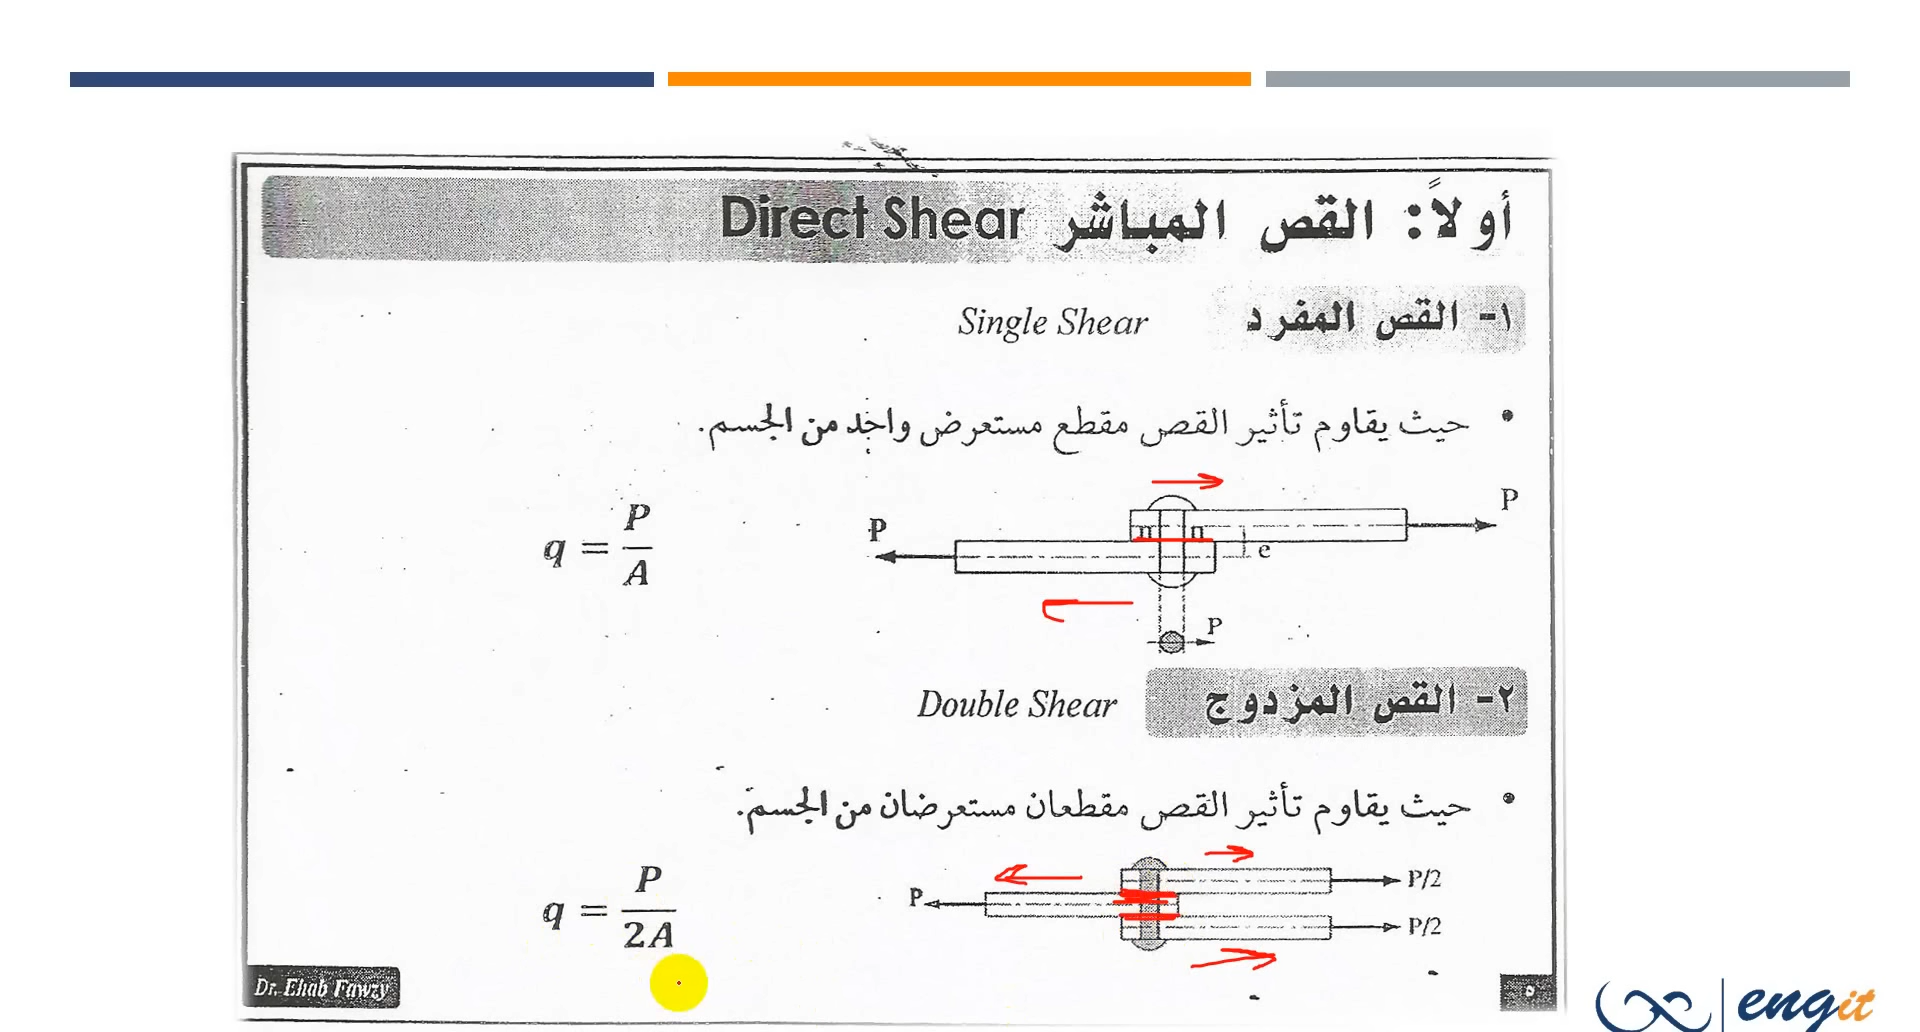 أولاً: القص المباشر Direct Shear
١- القص المفرد Single Shear
• حيث يقاوم تأثير القص مقطع مستعرض واحد من الجسم.
q = P/A
P
P
n n
e
P
٢- القص المزدوج Double Shear
• حيث يقاوم تأثير القص مقطعان مستعرضان من الجسم.
q = P/2A
P
P/2
P/2
Dr. Ehab Fawzy
٥
engit